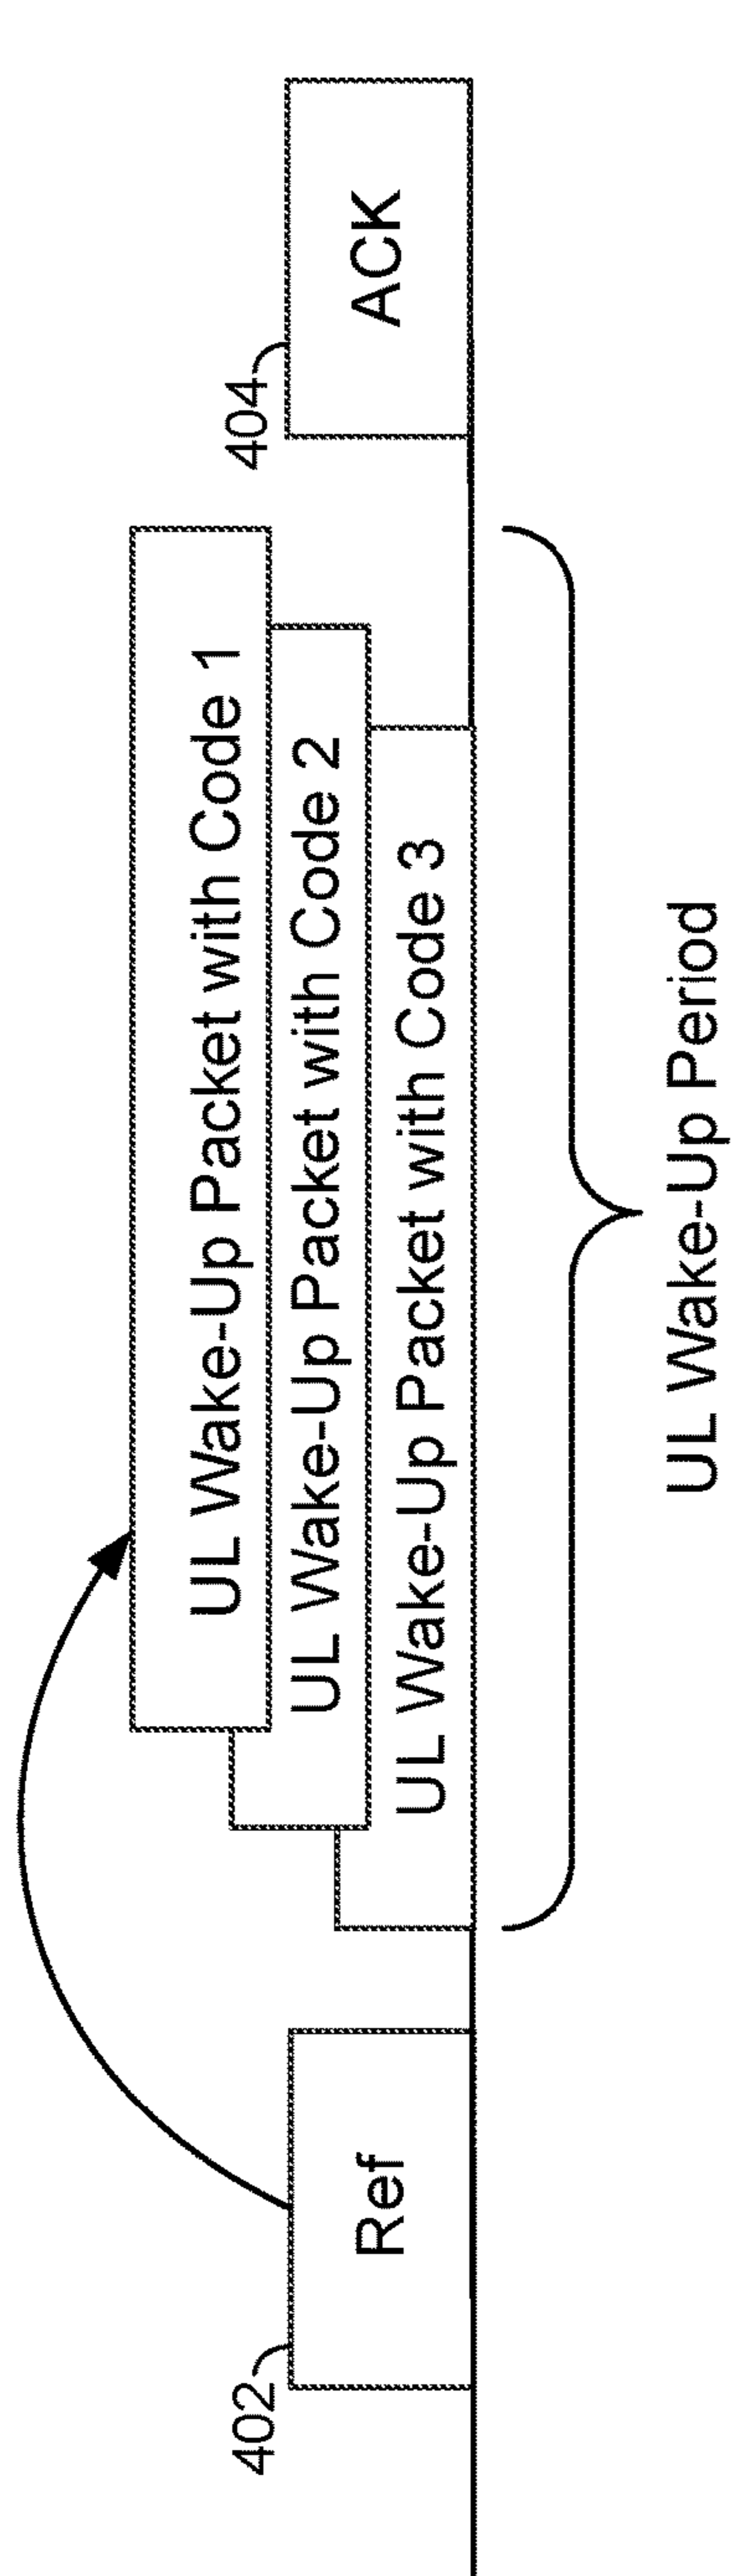 402
Ref
UL Wake-Up Packet with Code 1
UL Wake-Up Packet with Code 2
UL Wake-Up Packet with Code 3
404
ACK
UL Wake-Up Period